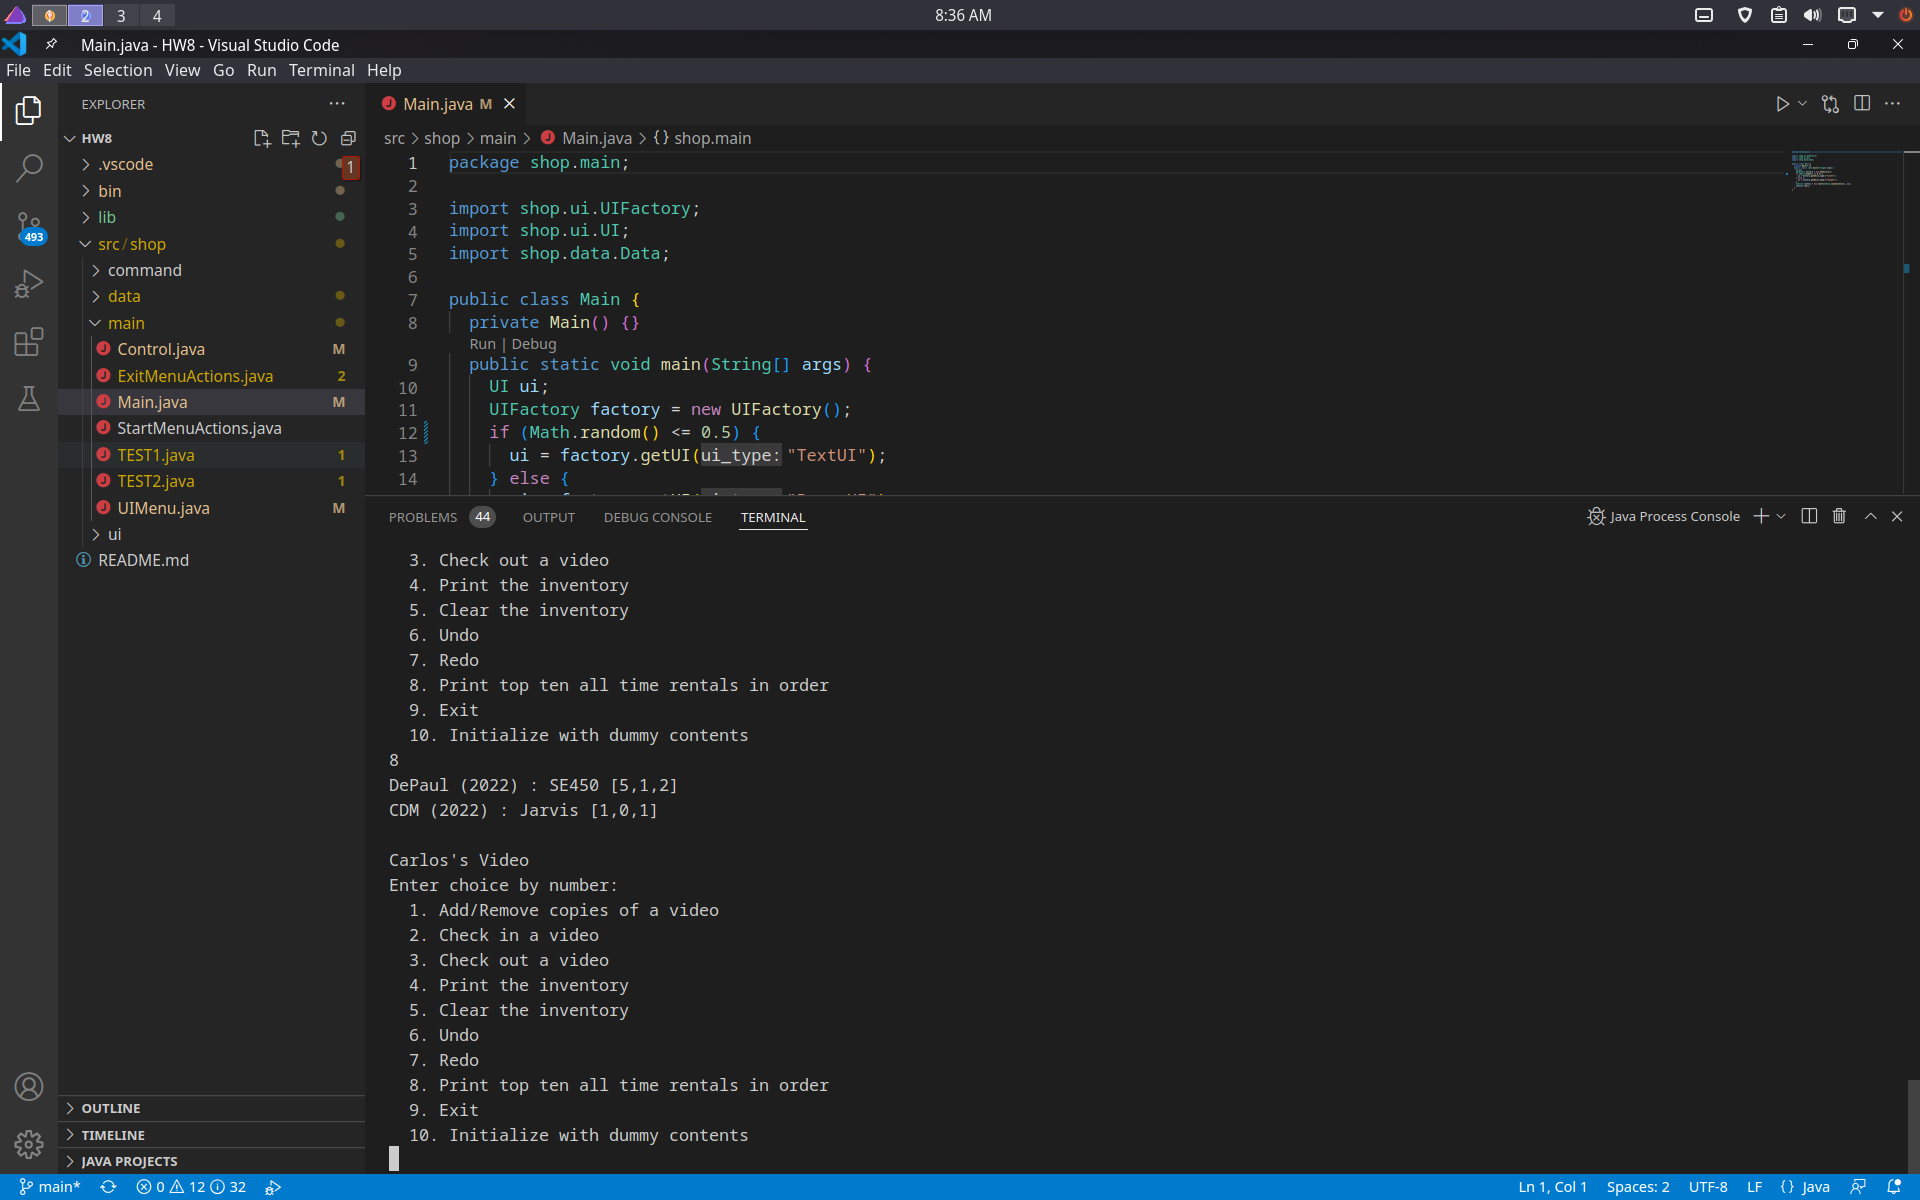 2 3 4
8:36 AM
Main.java - HW8 - Visual Studio Code
File Edit Selection View Go Run Terminal Help
EXPLORER
HW8
.vscode
1
bin
lib
src/shop
command
data
main
Control.java M
ExitMenuActions.java 2
Main.java M
StartMenuActions.java
TEST1.java 1
TEST2.java 1
UIMenu.java M
ui
README.md
OUTLINE
TIMELINE
JAVA PROJECTS
493
Main.java M
src > shop > main > Main.java > {} shop.main
1 package shop.main;
2
3 import shop.ui.UIFactory;
4 import shop.ui.UI;
5 import shop.data.Data;
6
7 public class Main {
8 private Main() {}
Run | Debug
9 public static void main(String[] args) {
10 UI ui;
11 UIFactory factory = new UIFactory();
12 if (Math.random() <= 0.5) {
13 ui = factory.getUI(ui_type: "TextUI");
14 } else {
PROBLEMS 44 OUTPUT DEBUG CONSOLE TERMINAL
Java Process Console
3. Check out a video
4. Print the inventory
5. Clear the inventory
6. Undo
7. Redo
8. Print top ten all time rentals in order
9. Exit
10. Initialize with dummy contents
8
DePaul (2022) : SE450 [5,1,2]
CDM (2022) : Jarvis [1,0,1]
Carlos's Video
Enter choice by number:
1. Add/Remove copies of a video
2. Check in a video
3. Check out a video
4. Print the inventory
5. Clear the inventory
6. Undo
7. Redo
8. Print top ten all time rentals in order
9. Exit
10. Initialize with dummy contents
main* 0 12 32
Ln 1, Col 1 Spaces: 2 UTF-8 LF {} Java